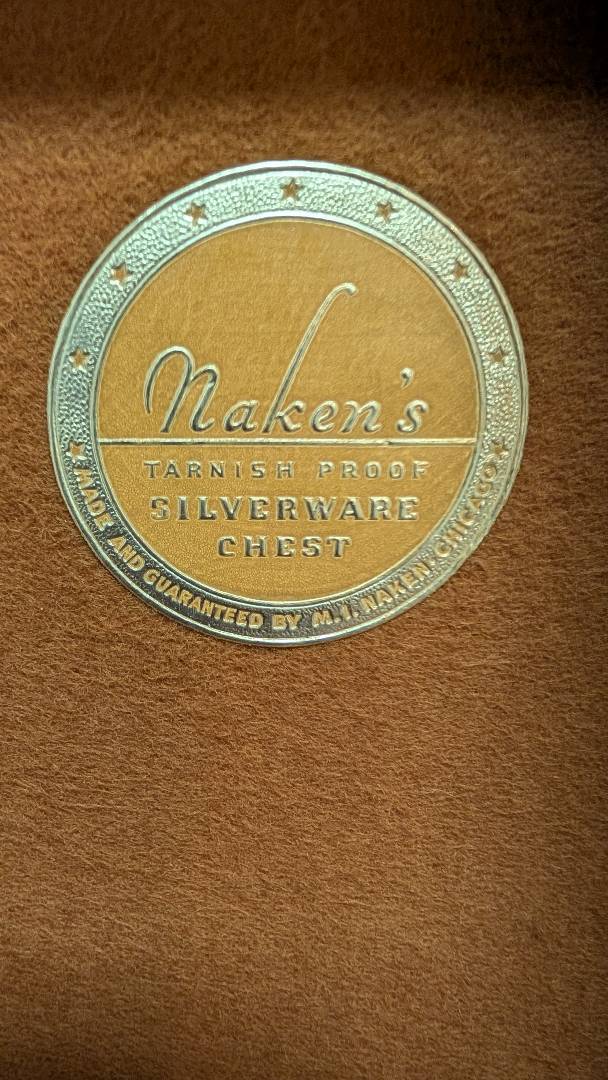 Naken's
TARNISH PROOF
SILVERWARE
CHEST
MADE AND GUARANTEED BY M.I. NAKEN, CHICAGO